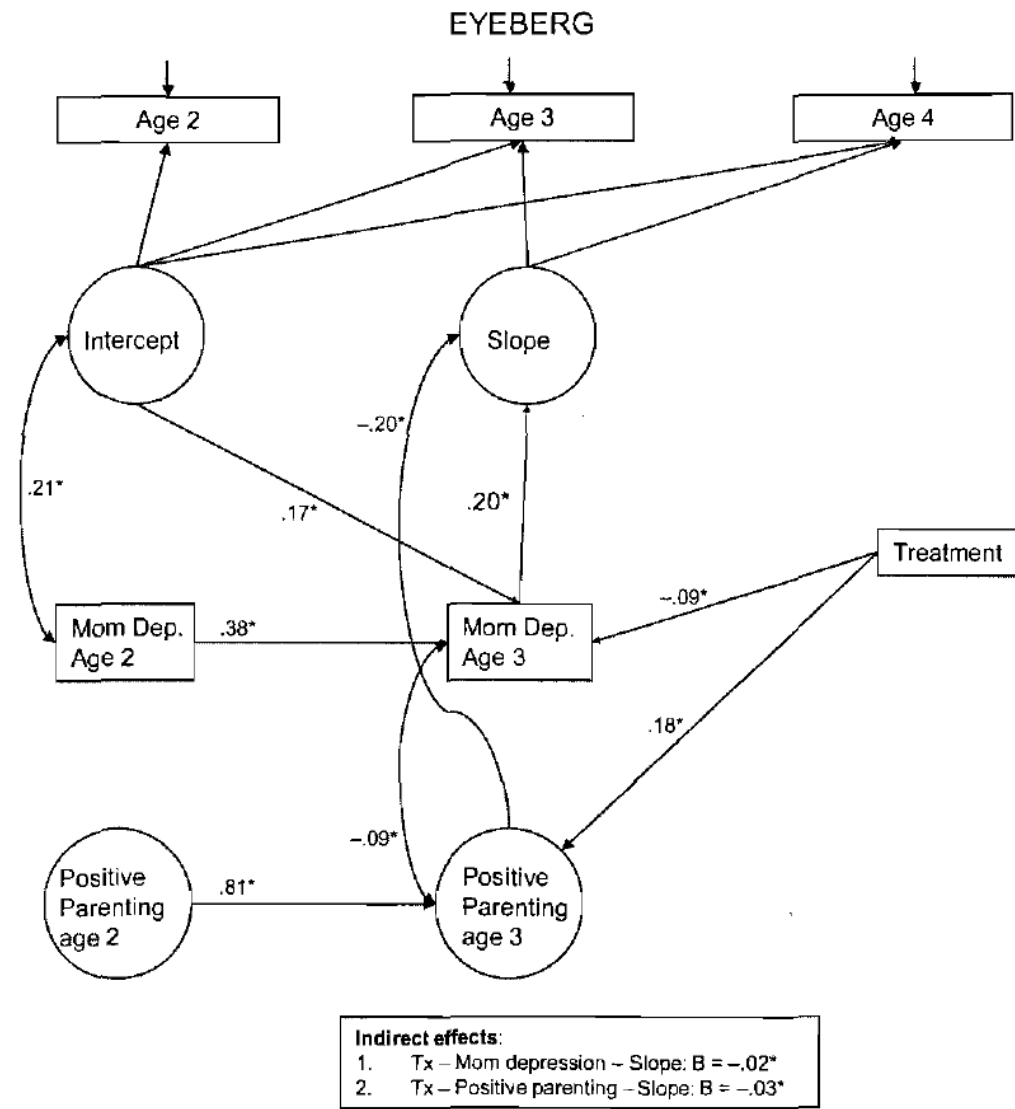 EYEBERG
Age 2
Age 3
Age 4
Intercept
Slope
–.20*
.21*
.17*
.20*
Treatment
–.09*
Mom Dep.
Age 2
.38*
Mom Dep.
Age 3
.18*
–.09*
Positive
Parenting
age 2
.81*
Positive
Parenting
age 3
Indirect effects:
1. Tx – Mom depression – Slope: B = –.02*
2. Tx – Positive parenting – Slope: B = –.03*